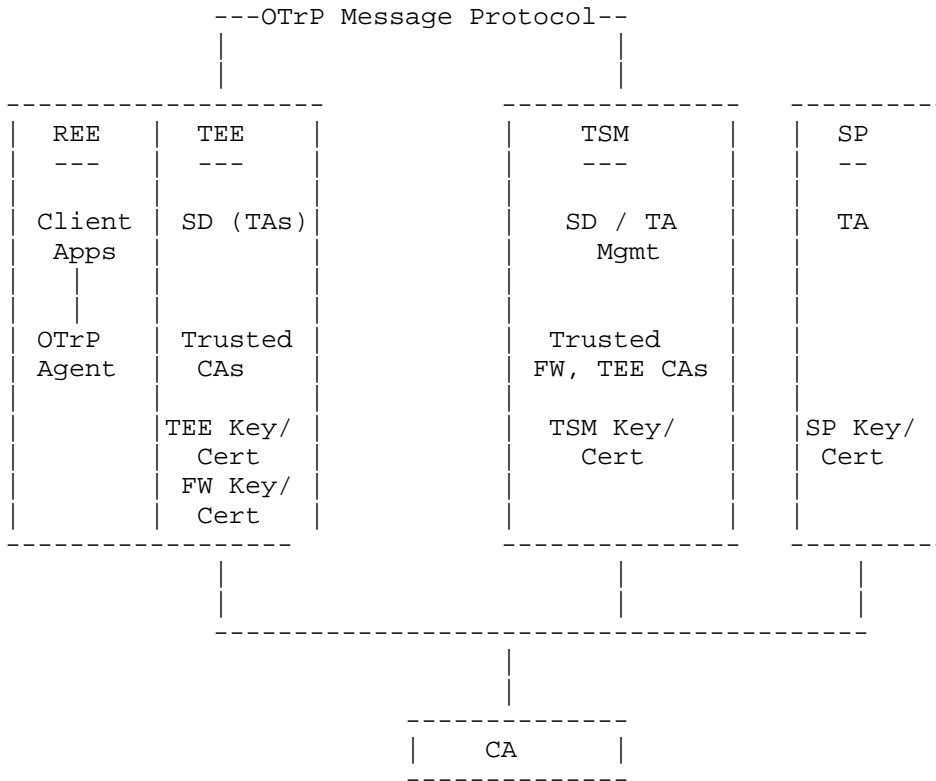 ---OTrP Message Protocol--
REE TEE TSM SP
--- --- --- --
Client SD (TAs) SD / TA TA
Apps Mgmt
OTrP Trusted Trusted
Agent CAs FW, TEE CAs
TEE Key/ TSM Key/ SP Key/
Cert Cert Cert
FW Key/
Cert
CA